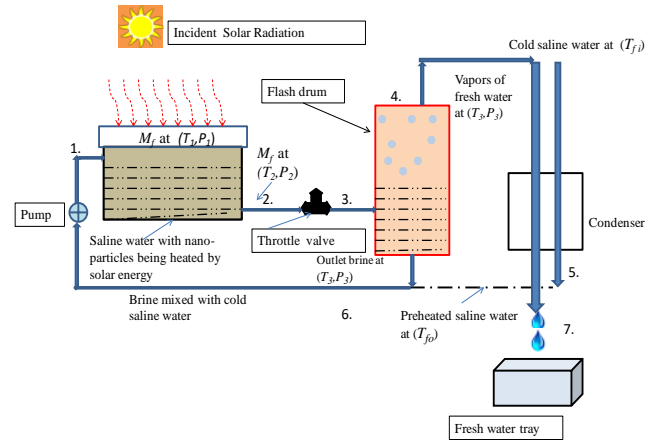 Incident Solar Radiation
Cold saline water at (Tfi)
4.
Vapors of
fresh water
at (T3,P3)
Flash drum
Mf at (T1,P1)
1.
Mf at
(T2,P2)
2.
3.
Pump
Condenser
Throttle valve
Saline water with nano-
particles being heated by
solar energy
Outlet brine at
(T3,P3)
5.
Brine mixed with cold
saline water
6.
Preheated saline water
at (Tfo)
7.
Fresh water tray